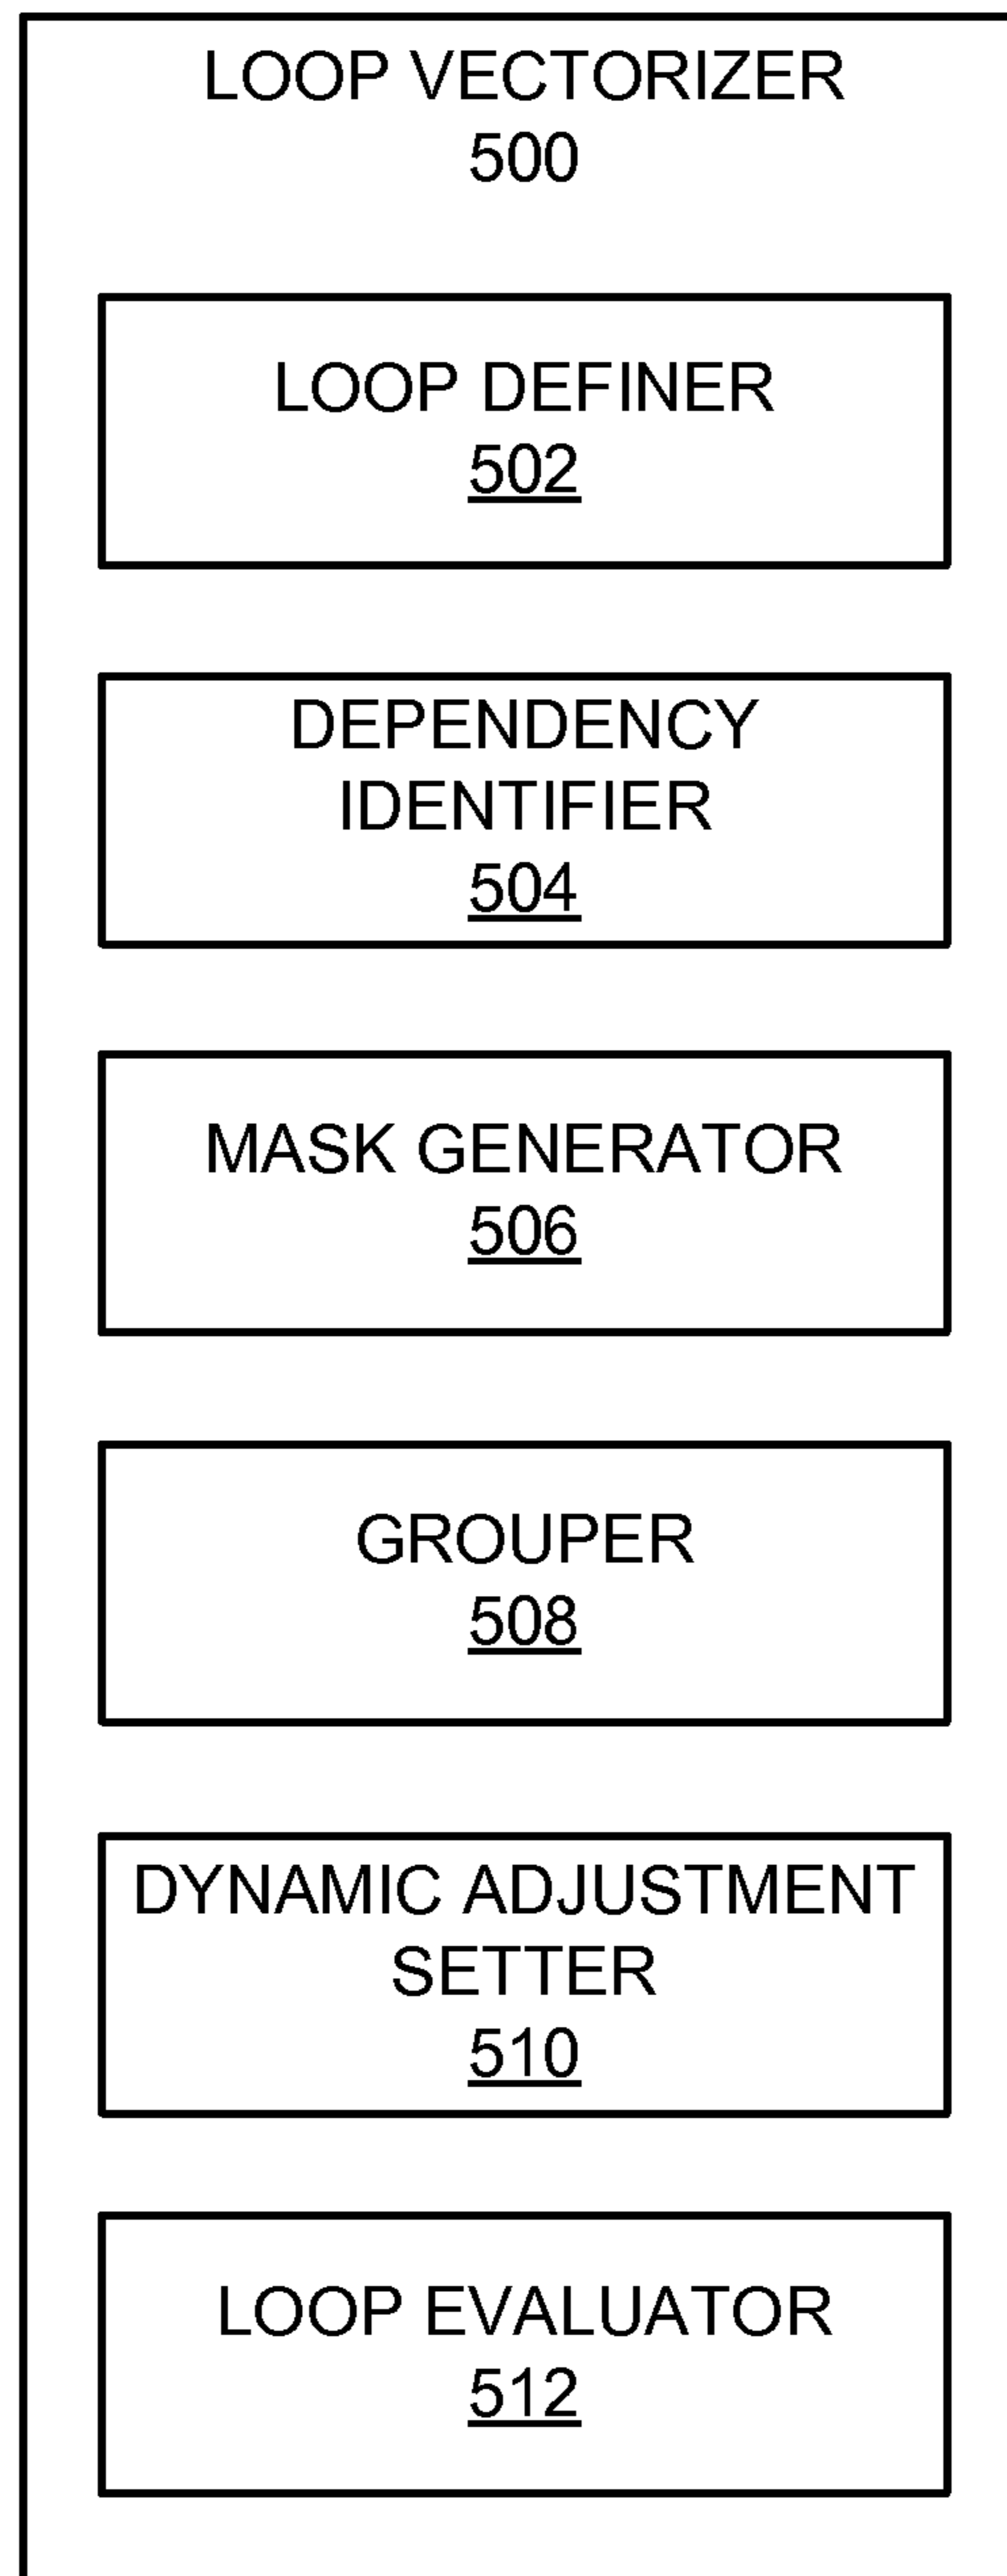 LOOP VECTORIZER
500
LOOP DEFINER
502
DEPENDENCY
IDENTIFIER
504
MASK GENERATOR
506
GROUPER
508
DYNAMIC ADJUSTMENT
SETTER
510
LOOP EVALUATOR
512